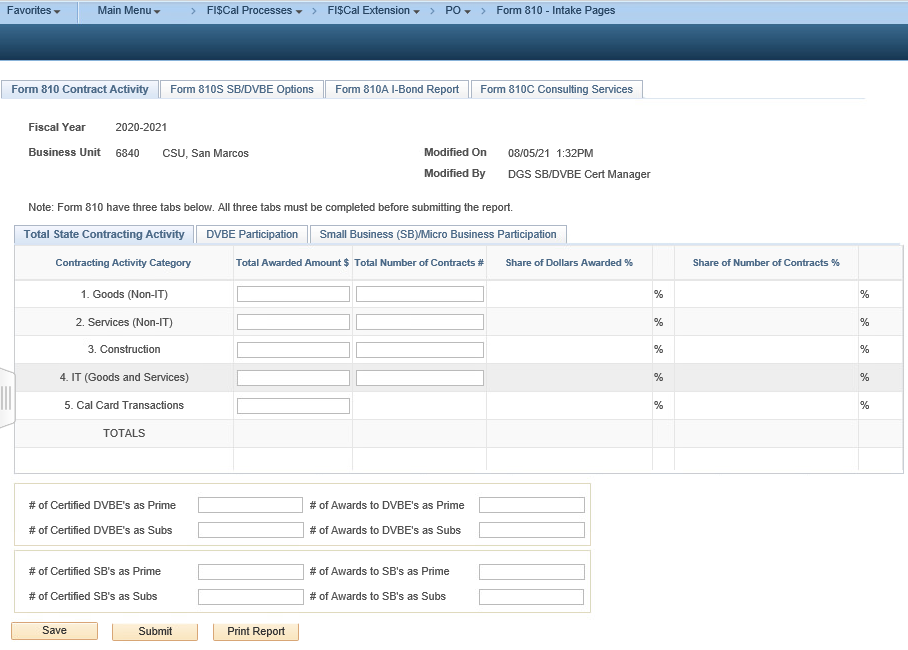 Favorites Main Menu > FI$Cal Processes > FI$Cal Extension > PO > Form 810 - Intake Pages
Form 810 Contract Activity Form 810S SB/DVBE Options Form 810A I-Bond Report Form 810C Consulting Services
Fiscal Year 2020-2021
Business Unit 6840 CSU, San Marcos Modified On 08/05/21 1:32PM
Modified By DGS SB/DVBE Cert Manager
Note: Form 810 have three tabs below. All three tabs must be completed before submitting the report.
Total State Contracting Activity DVBE Participation Small Business (SB)/Micro Business Participation
Contracting Activity Category Total Awarded Amount $ Total Number of Contracts # Share of Dollars Awarded % Share of Number of Contracts %
1. Goods (Non-IT) % %
2. Services (Non-IT) % %
3. Construction % %
4. IT (Goods and Services) % %
5. Cal Card Transactions % %
TOTALS
# of Certified DVBE's as Prime # of Awards to DVBE's as Prime
# of Certified DVBE's as Subs # of Awards to DVBE's as Subs
# of Certified SB's as Prime # of Awards to SB's as Prime
# of Certified SB's as Subs # of Awards to SB's as Subs
Save Submit Print Report